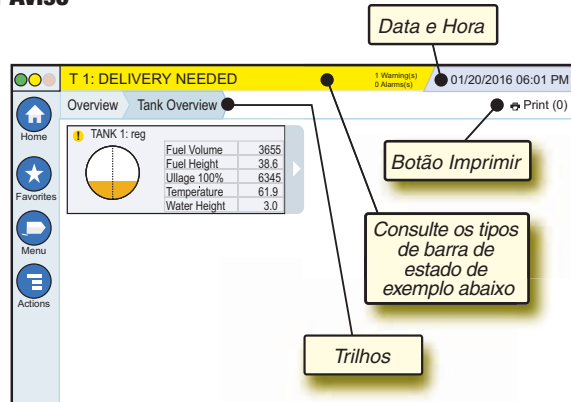 Aviso
Data e Hora
T 1: DELIVERY NEEDED
1 Warning(s)
0 Alarms(s)
01/20/2016 06:01 PM
Overview
Tank Overview
Print (0)
Home
TANK 1: reg
Fuel Volume 3655
Fuel Height 38.6
Ullage 100% 6345
Temperature 61.9
Water Height 3.0
Favorites
Menu
Actions
Botão Imprimir
Consulte os tipos
de barra de
estado de
exemplo abaixo
Trilhos